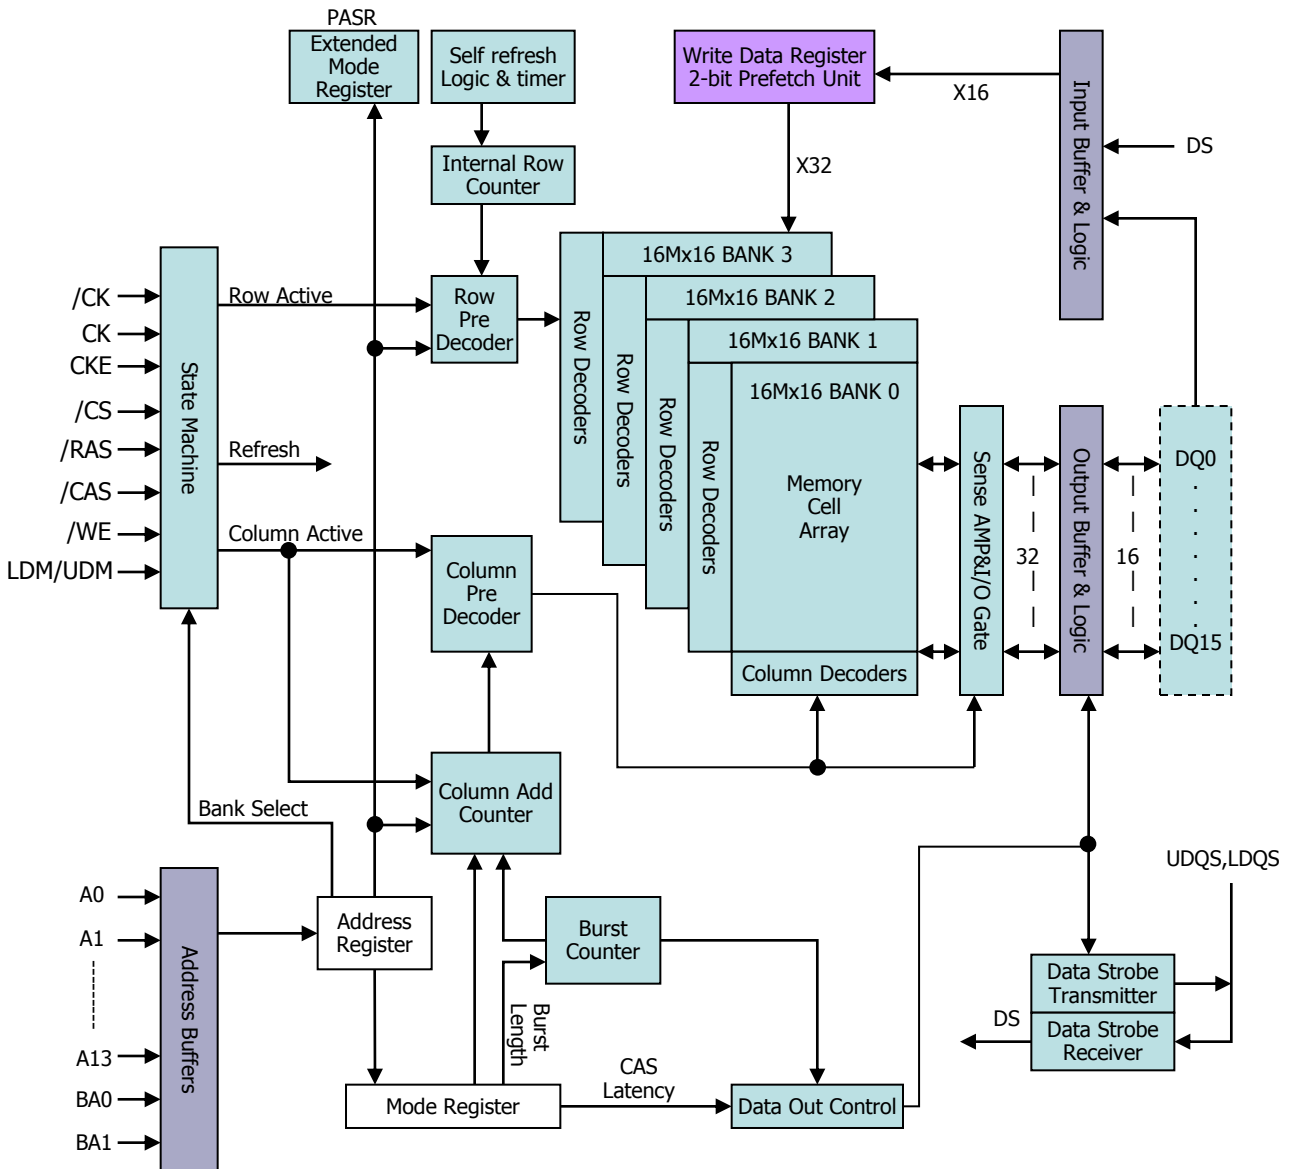 PASR
Extended
Mode
Register
Self refresh
Logic & timer
Write Data Register
2-bit Prefetch Unit
X16
Input Buffer & Logic
DS
Internal Row
Counter
X32
16Mx16 BANK 3
16Mx16 BANK 2
16Mx16 BANK 1
16Mx16 BANK 0
Row Decoders
Row Decoders
Row Decoders
Row Decoders
Memory
Cell
Array
Column Decoders
/CK
CK
CKE
/CS
/RAS
/CAS
/WE
LDM/UDM
State Machine
Row Active
Refresh
Column Active
Row
Pre
Decoder
Column
Pre
Decoder
Sense AMP&I/O Gate
32
Output Buffer & Logic
16
DQ0
DQ15
Bank Select
Column Add
Counter
A0
A1
A13
BA0
BA1
Address Buffers
Address
Register
Burst
Counter
Burst
Length
Mode Register
CAS
Latency
Data Out Control
UDQS,LDQS
Data Strobe
Transmitter
DS
Data Strobe
Receiver